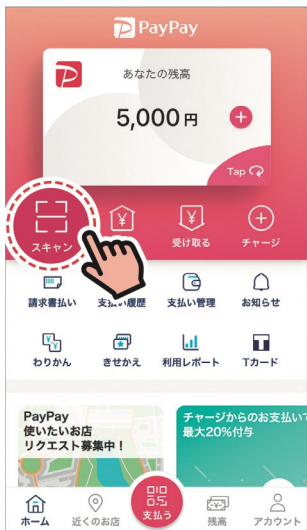 PayPay
あなたの残高
5,000円
Tap
スキャン
受け取る
チャージ
請求書払い
支払い履歴
支払い管理
お知らせ
わりかん
きせかえ
利用レポート
Tカード
PayPay
使いたいお店
リクエスト募集中！
チャージからのお支払いで
最大20%付与
ホーム
近くのお店
支払う
残高
アカウント